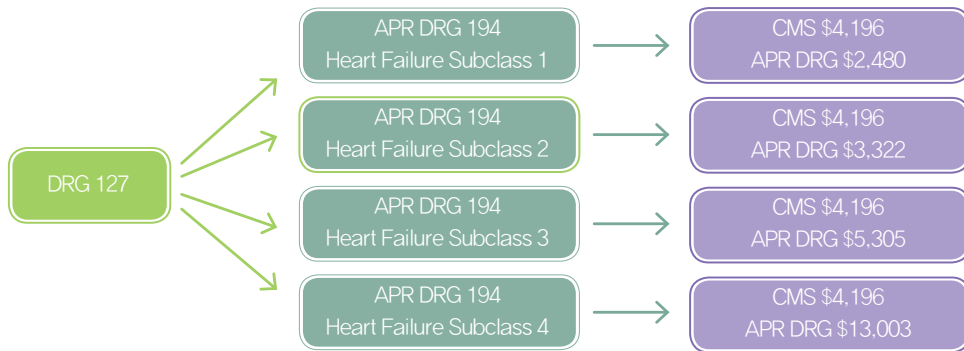 DRG 127
APR DRG 194
Heart Failure Subclass 1
CMS $4,196
APR DRG $2,480
APR DRG 194
Heart Failure Subclass 2
CMS $4,196
APR DRG $3,322
APR DRG 194
Heart Failure Subclass 3
CMS $4,196
APR DRG $5,305
APR DRG 194
Heart Failure Subclass 4
CMS $4,196
APR DRG $13,003